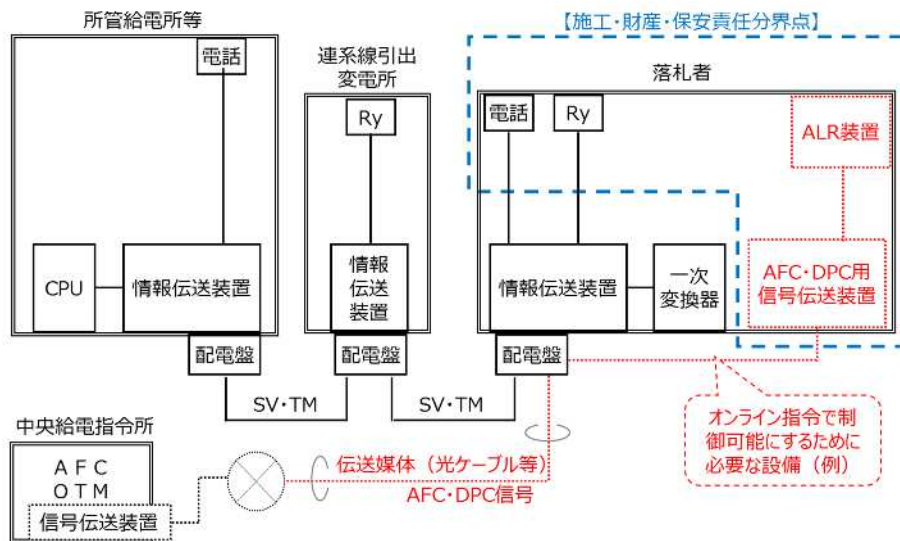 所管給電所等
電話
CPU
情報伝送装置
配電盤
連系線引出
変電所
Ry
情報
伝送
装置
配電盤
【施工・財産・保安責任分界点】
落札者
電話
Ry
ALR装置
情報伝送装置
一次
変換器
AFC・DPC用
信号伝送装置
配電盤
SV・TM
SV・TM
オンライン指令で制
御可能にするために
必要な設備（例）
中央給電指令所
AFC
OTM
信号伝送装置
伝送媒体（光ケーブル等）
AFC・DPC信号